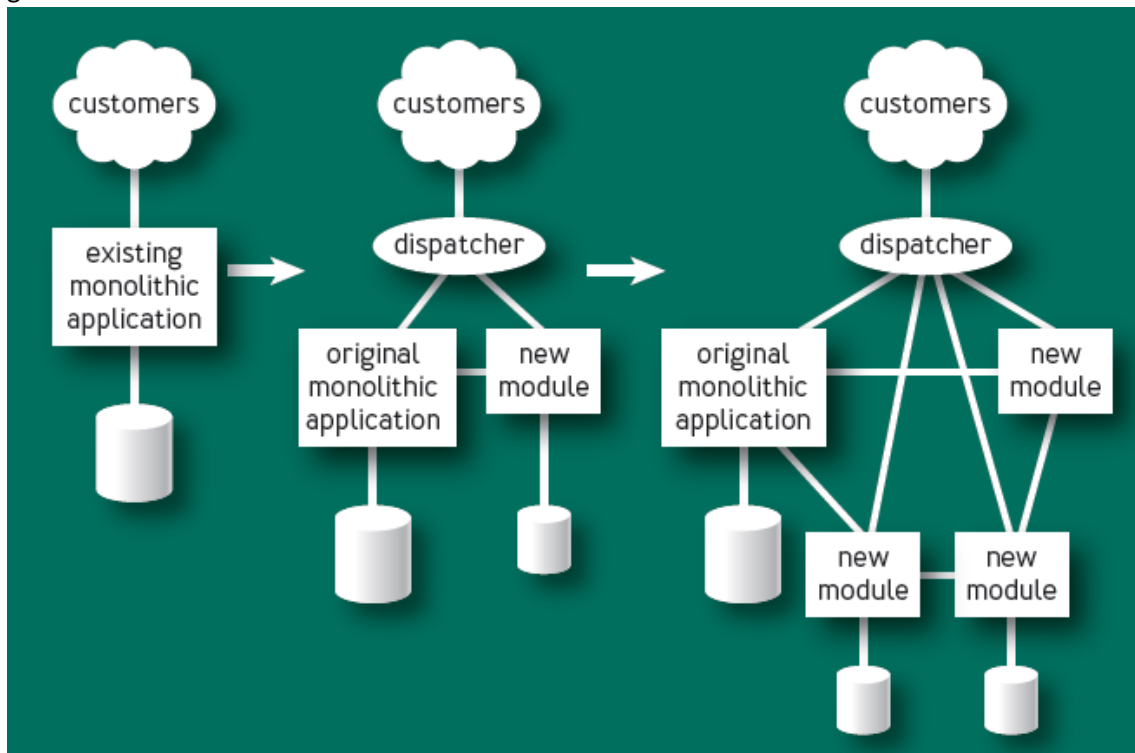 customers
existing
monolithic
application
customers
dispatcher
original
monolithic
application
new
module
customers
dispatcher
original
monolithic
application
new
module
new
module
new
module